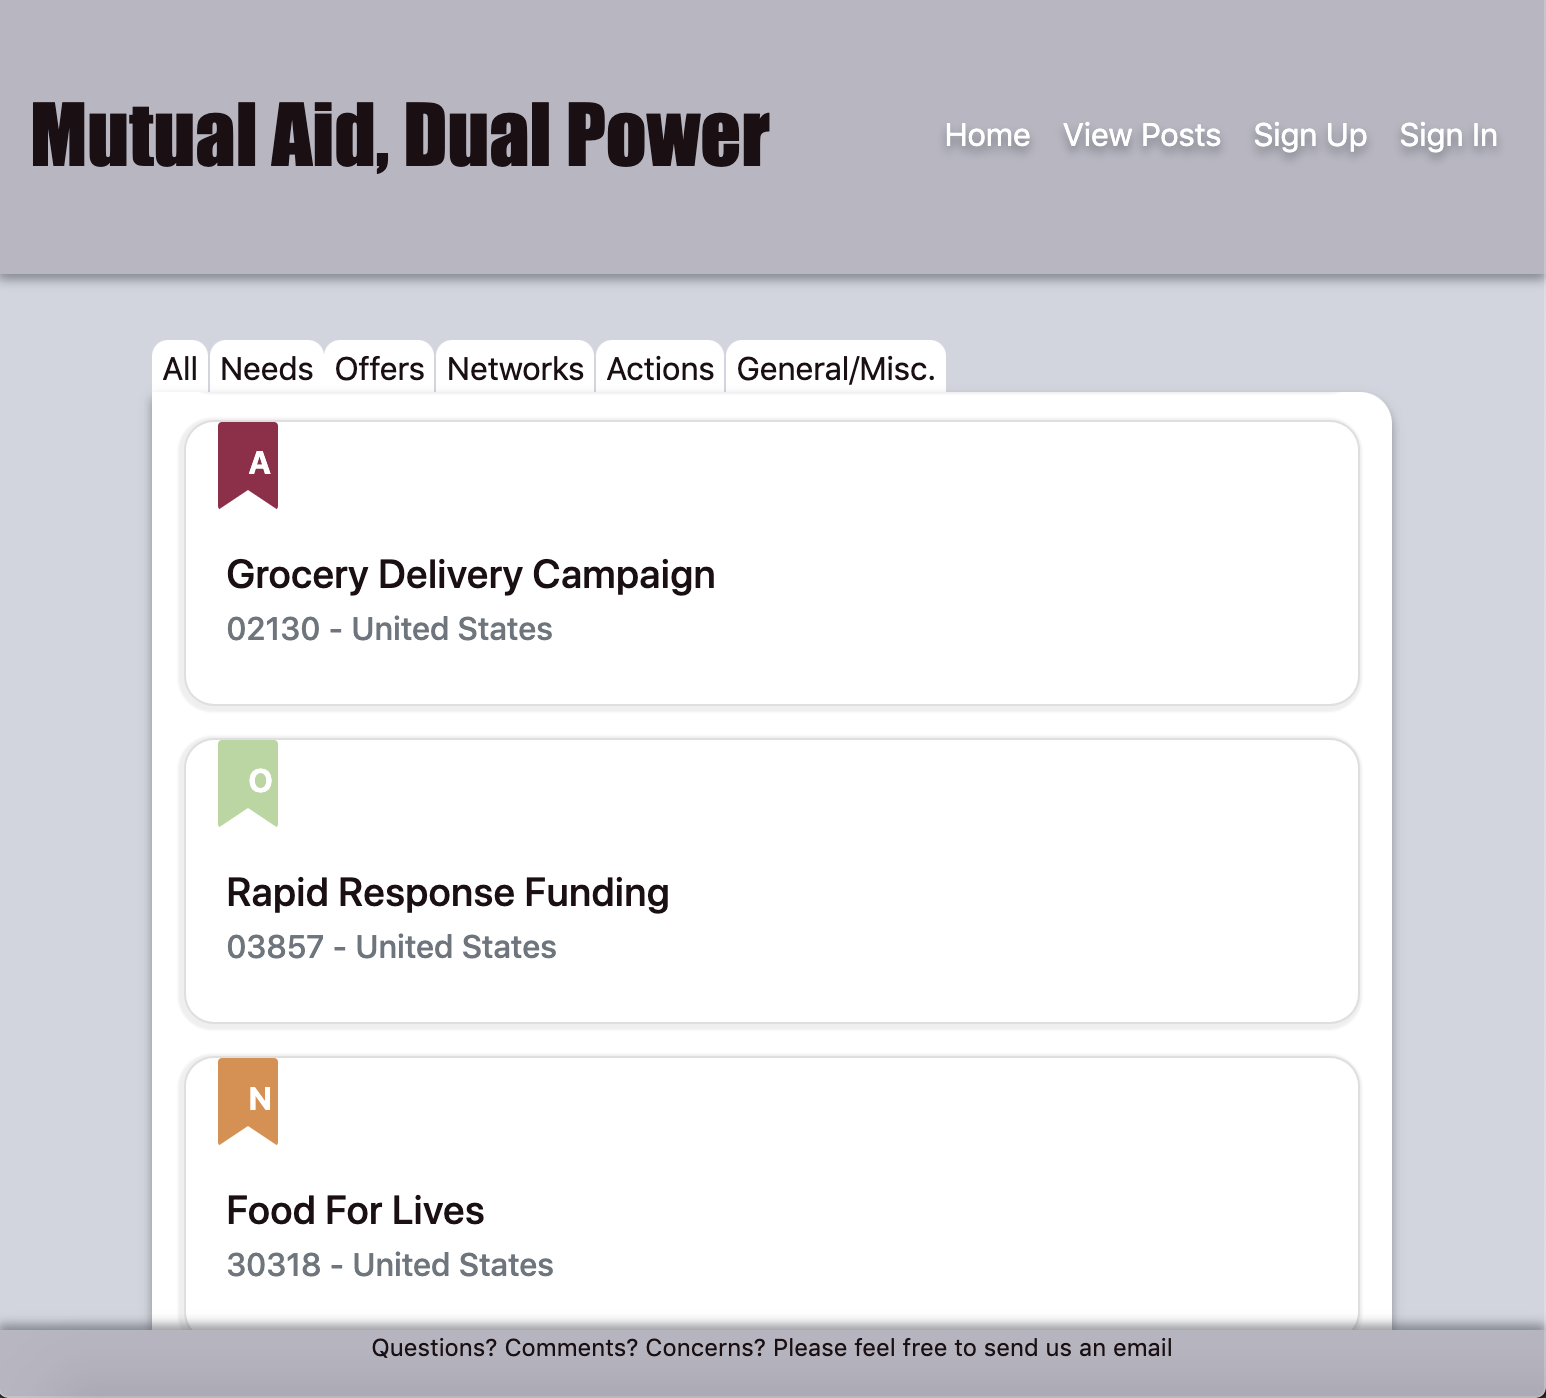 Mutual Aid, Dual Power
Home View Posts Sign Up Sign In
All Needs Offers Networks Actions General/Misc.
A
Grocery Delivery Campaign
02130 - United States
O
Rapid Response Funding
03857 - United States
N
Food For Lives
30318 - United States
Questions? Comments? Concerns? Please feel free to send us an email